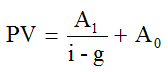 PV = A₁ / (i - g) + A₀